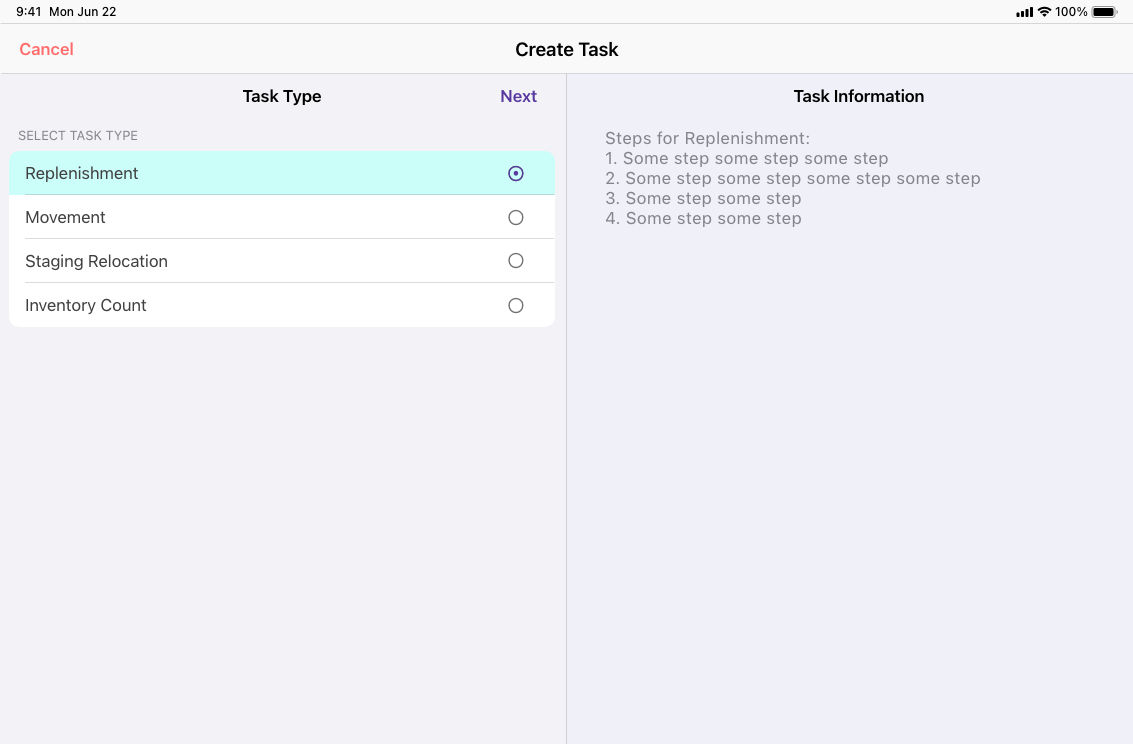 9:41 Mon Jun 22
100%
Cancel
Create Task
Task Type
Next
SELECT TASK TYPE
Replenishment
Movement
Staging Relocation
Inventory Count
Task Information
Steps for Replenishment:
1. Some step some step some step
2. Some step some step some step some step
3. Some step some step
4. Some step some step